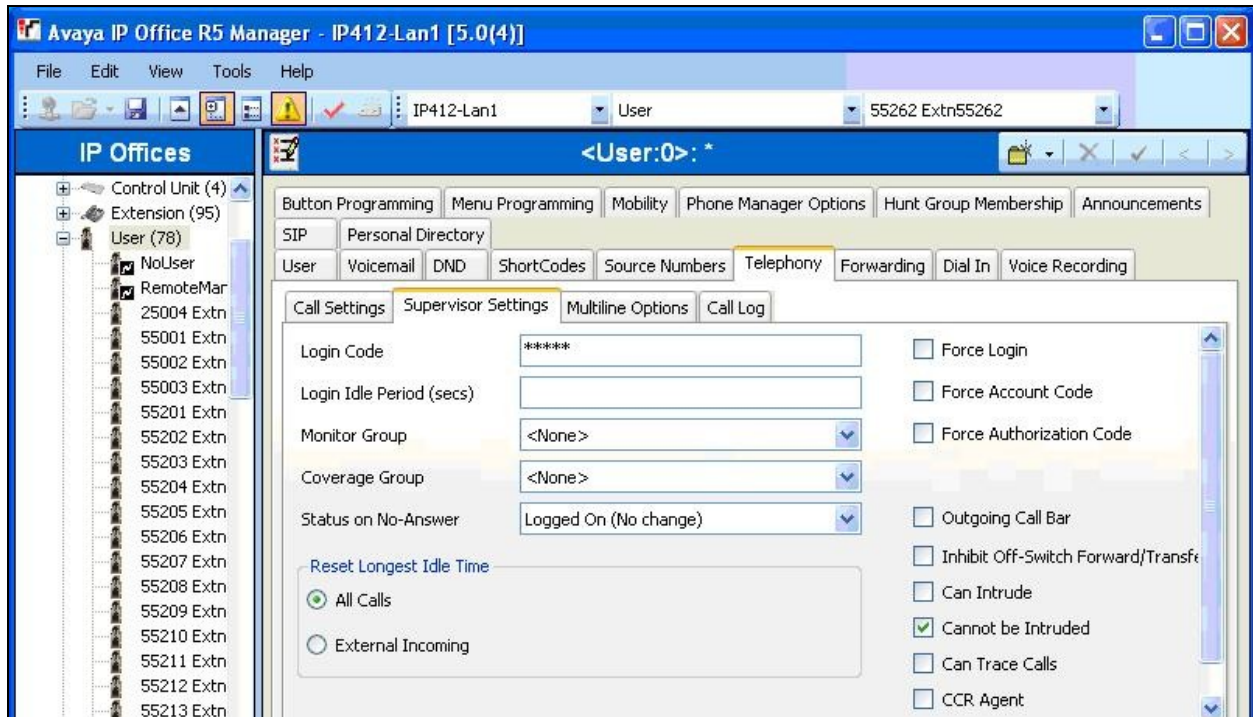 Avaya IP Office R5 Manager - IP412-Lan1 [5.0(4)]
File Edit View Tools Help
IP412-Lan1 User 55262 Extn55262
IP Offices
Control Unit (4)
Extension (95)
User (78)
NoUser
RemoteMar
25004 Extn
55001 Extn
55002 Extn
55003 Extn
55201 Extn
55202 Extn
55203 Extn
55204 Extn
55205 Extn
55206 Extn
55207 Extn
55208 Extn
55209 Extn
55210 Extn
55211 Extn
55212 Extn
55213 Extn
<User:0>: *
Button Programming Menu Programming Mobility Phone Manager Options Hunt Group Membership Announcements
SIP Personal Directory
User Voicemail DND ShortCodes Source Numbers Telephony Forwarding Dial In Voice Recording
Call Settings Supervisor Settings Multiline Options Call Log
Login Code *****
Login Idle Period (secs)
Monitor Group <None>
Coverage Group <None>
Status on No-Answer Logged On (No change)
Reset Longest Idle Time
All Calls
External Incoming
Force Login
Force Account Code
Force Authorization Code
Outgoing Call Bar
Inhibit Off-Switch Forward/Transfe
Can Intrude
Cannot be Intruded
Can Trace Calls
CCR Agent